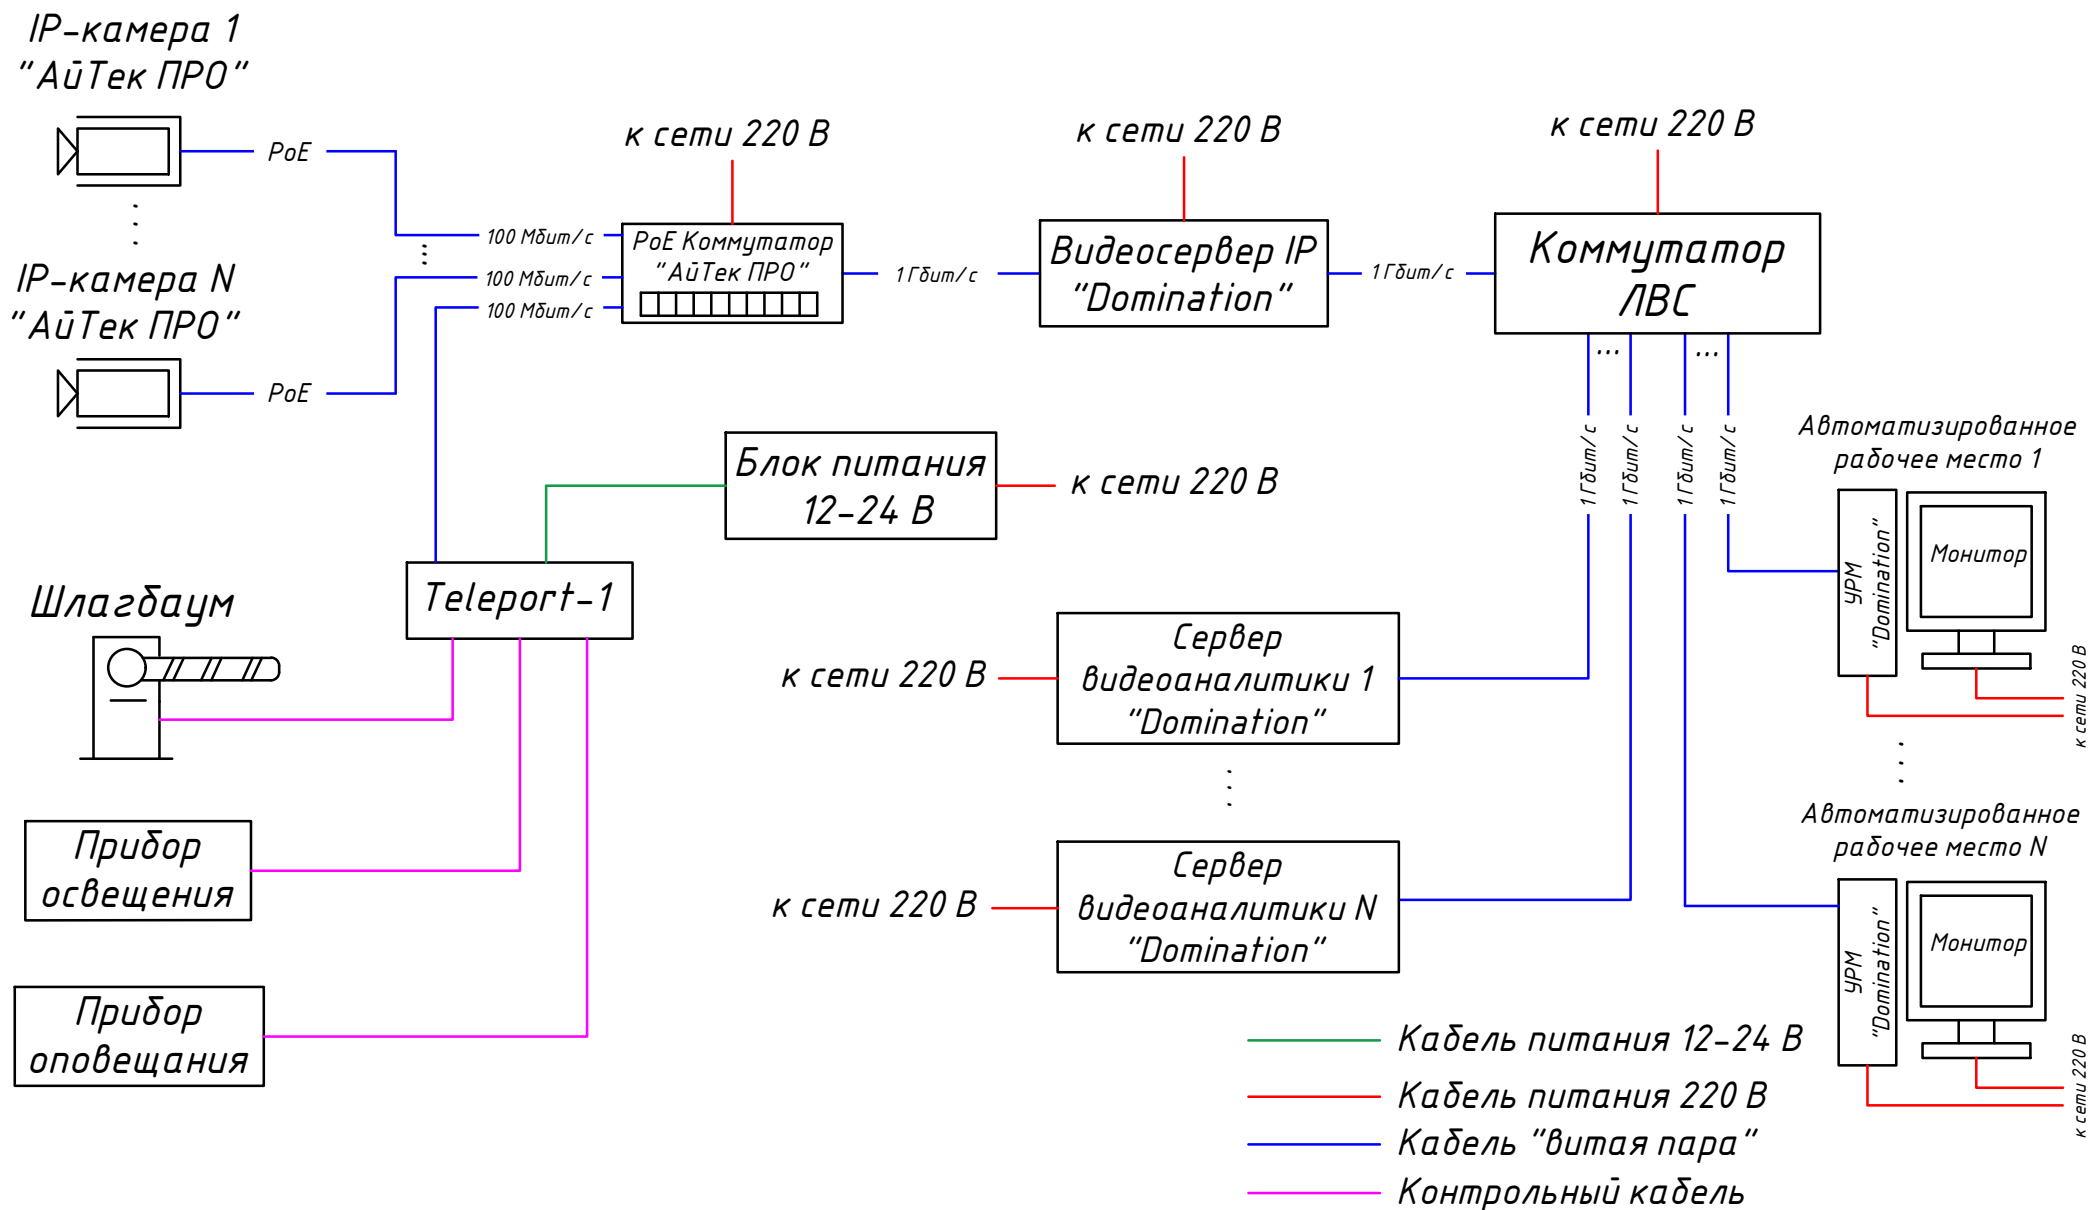 IP-камера 1
"АйТек ПРО"
PoE
IP-камера N
"АйТек ПРО"
PoE
100 Мбит/с
...
100 Мбит/с
100 Мбит/с
к сети 220 В
PoE Коммутатор
"АйТек ПРО"
1 Гбит/с
к сети 220 В
Видеосервер IP
"Domination"
1 Гбит/с
к сети 220 В
Коммутатор
ЛВС
...
...
1 Гбит/с
1 Гбит/с
1 Гбит/с
1 Гбит/с
Блок питания
12-24 В
к сети 220 В
Teleport-1
Шлагбаум
Прибор
освещения
Прибор
оповещания
к сети 220 В
Сервер
видеоаналитики 1
"Domination"
к сети 220 В
Сервер
видеоаналитики N
"Domination"
Автоматизированное
рабочее место 1
УРМ
"Domination"
Монитор
к сети 220 В
Автоматизированное
рабочее место N
УРМ
"Domination"
Монитор
к сети 220 В
Кабель питания 12-24 В
Кабель питания 220 В
Кабель "витая пара"
Контрольный кабель